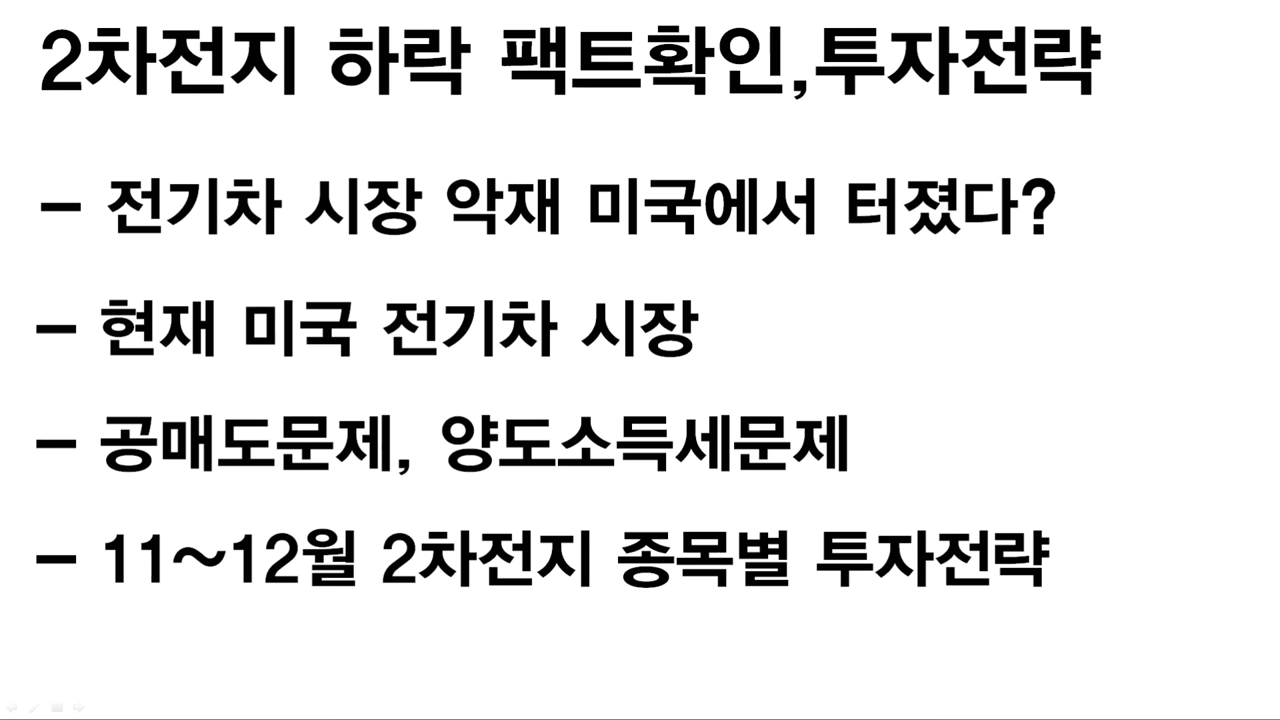 2차전지 하락 팩트확인,투자전략
- 전기차 시장 악재 미국에서 터졌다?
- 현재 미국 전기차 시장
- 공매도문제, 양도소득세문제
- 11~12월 2차전지 종목별 투자전략